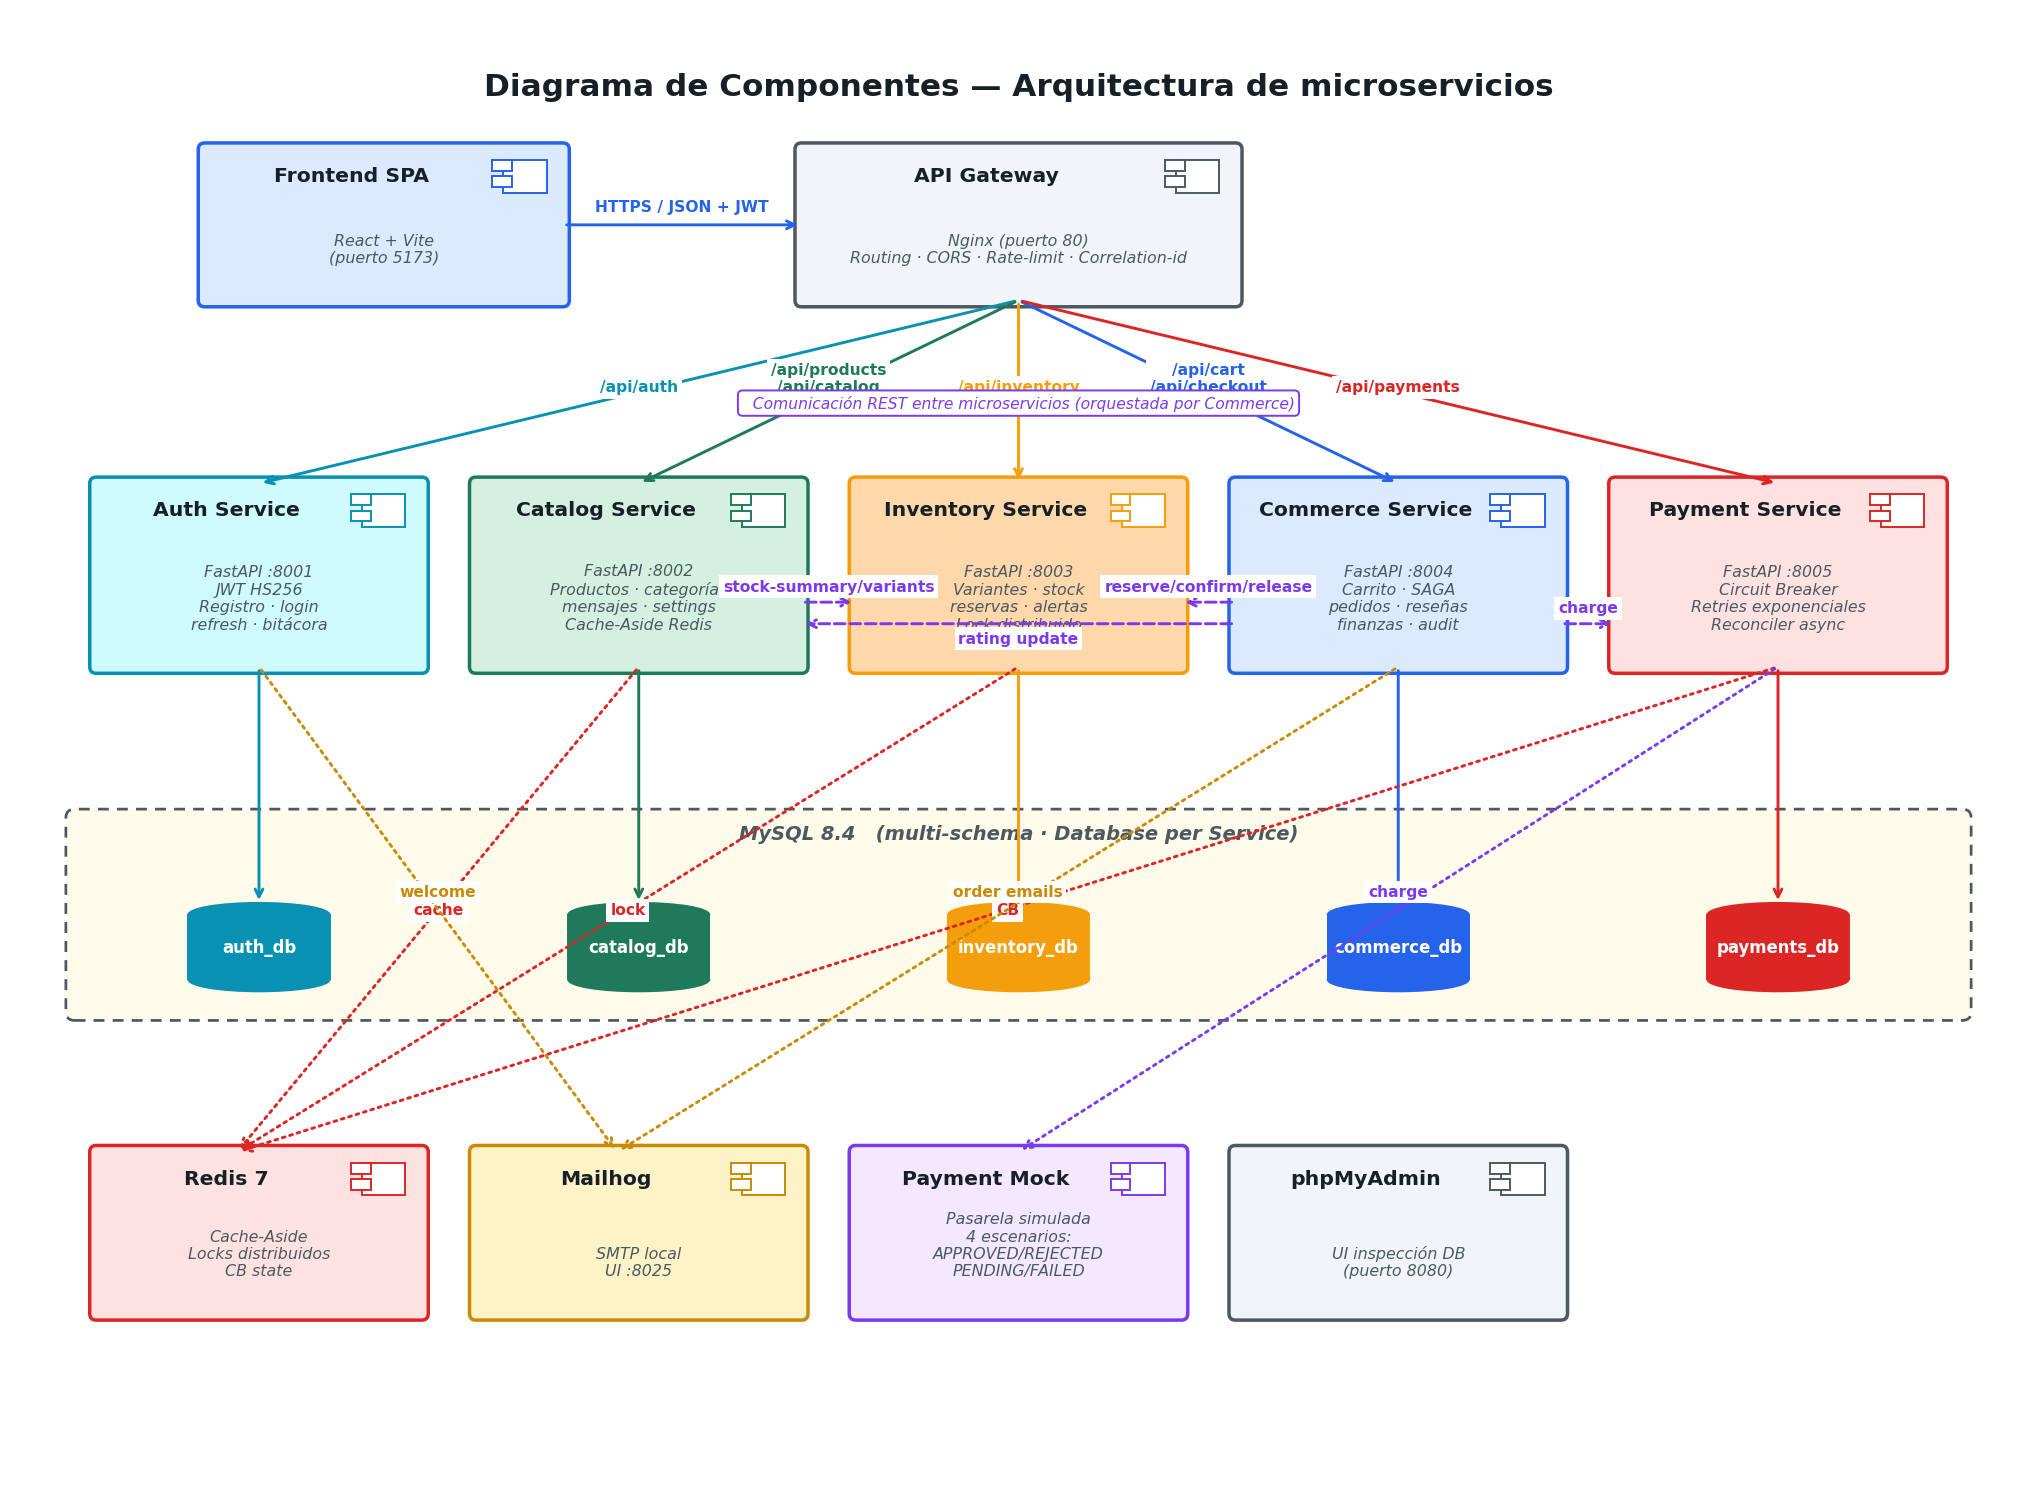 Diagrama de Componentes — Arquitectura de microservicios
Frontend SPA
React + Vite
(puerto 5173)
HTTPS / JSON + JWT
API Gateway
Nginx (puerto 80)
Routing · CORS · Rate-limit · Correlation-id
/api/auth
/api/products
/api/catalog
/api/inventory
/api/cart
/api/checkout
/api/payments
Comunicación REST entre microservicios (orquestada por Commerce)
Auth Service
FastAPI :8001
JWT HS256
Registro · login
refresh · bitácora
Catalog Service
FastAPI :8002
Productos · categoría
mensajes · settings
Cache-Aside Redis
stock-summary/variants
Inventory Service
FastAPI :8003
Variantes · stock
reservas · alertas
Lock distribuido
rating update
reserve/confirm/release
Commerce Service
FastAPI :8004
Carrito · SAGA
pedidos · reseñas
finanzas · audit
charge
Payment Service
FastAPI :8005
Circuit Breaker
Retries exponenciales
Reconciler async
MySQL 8.4 (multi-schema · Database per Service)
welcome
cache
lock
order emails
CB
charge
auth_db
catalog_db
inventory_db
commerce_db
payments_db
Redis 7
Cache-Aside
Locks distribuidos
CB state
Mailhog
SMTP local
UI :8025
Payment Mock
Pasarela simulada
4 escenarios:
APPROVED/REJECTED
PENDING/FAILED
phpMyAdmin
UI inspección DB
(puerto 8080)